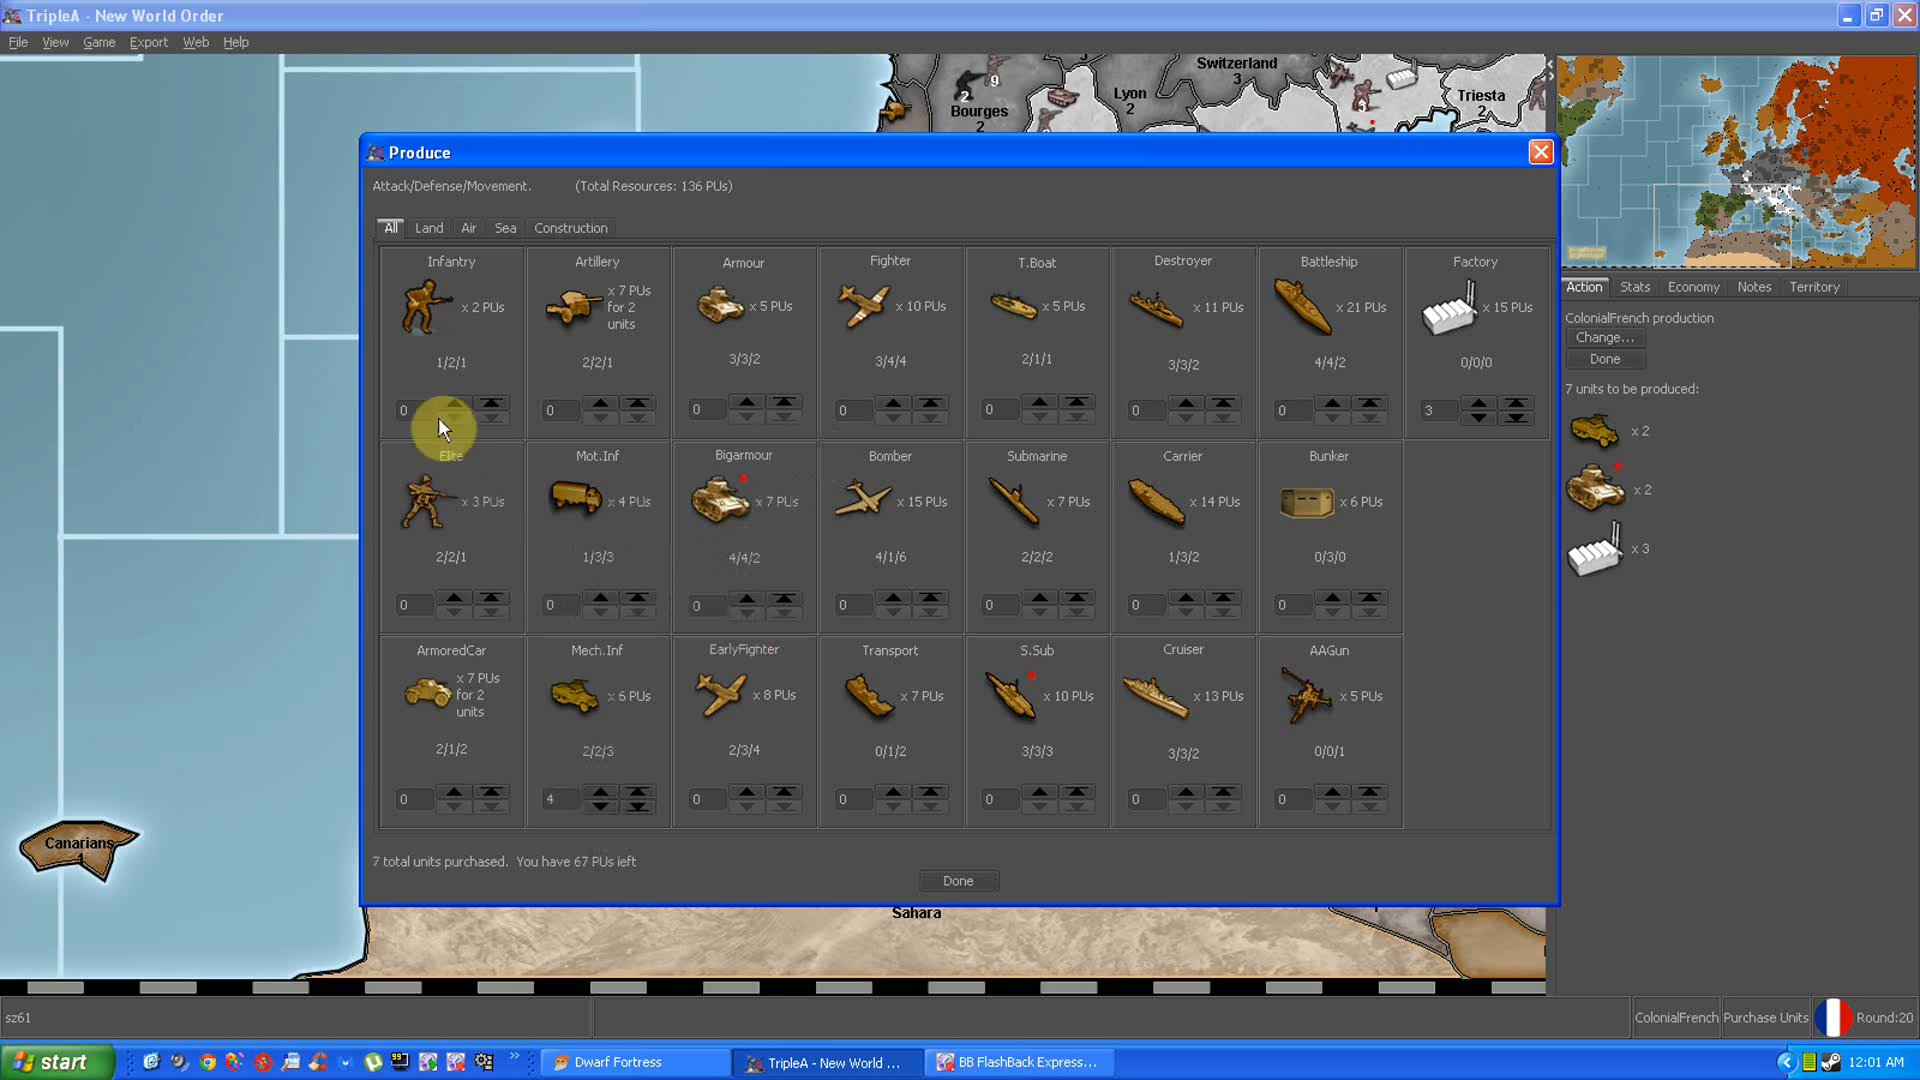 TripleA - New World Order
File View Game Export Web Help
Switzerland
3
9
2
Bourges
2
Lyon
2
Triesta
2
Produce
Attack/Defense/Movement. (Total Resources: 136 PUs)
All Land Air Sea Construction
Infantry Artillery Armour Fighter T.Boat Destroyer Battleship Factory
x 2 PUs
x 7 PUs
for 2
units
x 5 PUs
x 10 PUs
x 5 PUs
x 11 PUs
x 21 PUs
x 15 PUs
1/2/1 2/2/1 3/3/2 3/4/4 2/1/1 3/3/2 4/4/2 0/0/0
0 0 0 0 0 0 0 3
Elite Mot.Inf Bigarmour Bomber Submarine Carrier Bunker
x 3 PUs x 4 PUs x 7 PUs x 15 PUs x 7 PUs x 14 PUs x 6 PUs
2/2/1 1/3/3 4/4/2 4/1/6 2/2/2 1/3/2 0/3/0
0 0 0 0 0 0 0
ArmoredCar Mech.Inf EarlyFighter Transport S.Sub Cruiser AAGun
x 7 PUs
for 2
units
x 6 PUs
x 8 PUs
x 7 PUs
x 10 PUs
x 13 PUs
x 5 PUs
2/1/2 2/2/3 2/3/4 0/1/2 3/3/3 3/3/2 0/0/1
0 4 0 0 0 0 0
7 total units purchased. You have 67 PUs left
Done
Action Stats Economy Notes Territory
ColonialFrench production
Change...
Done
7 units to be produced:
x 2
x 2
x 3
Canarians
Sahara
sz61
ColonialFrench Purchase Units Round:20
start
Dwarf Fortress
TripleA - New World ...
BB FlashBack Express...
12:01 AM